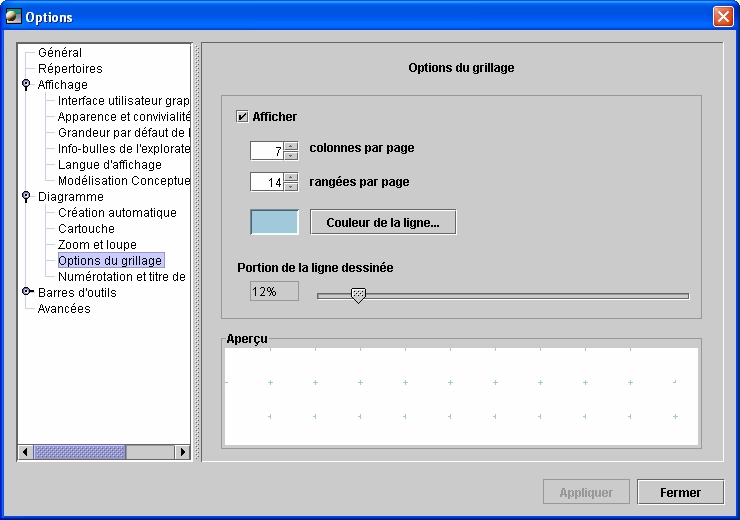 Options
Général
Répertoires
Affichage
Interface utilisateur grap
Apparence et convivialité
Grandeur par défaut de l
Info-bulles de l'explorate
Langue d'affichage
Modélisation Conceptue
Diagramme
Création automatique
Cartouche
Zoom et loupe
Options du grillage
Numérotation et titre de
Barres d'outils
Avancées
Options du grillage
Afficher
7 colonnes par page
14 rangées par page
Couleur de la ligne...
Portion de la ligne dessinée
12%
Aperçu
Appliquer
Fermer